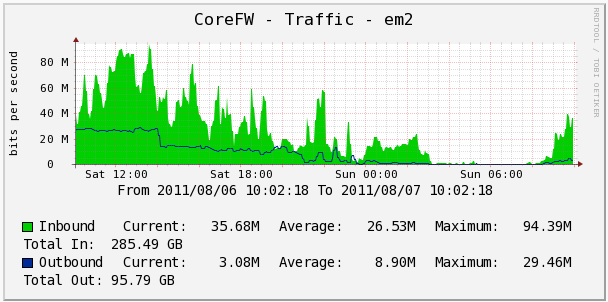 CoreFW - Traffic - em2
RRDTOOL / TOBI OETIKER
bits per second
80 M
60 M
40 M
20 M
0
Sat 12:00 Sat 18:00 Sun 00:00 Sun 06:00
From 2011/08/06 10:02:18 To 2011/08/07 10:02:18
Inbound Current: 35.68M Average: 26.53M Maximum: 94.39M
Total In: 285.49 GB
Outbound Current: 3.08M Average: 8.90M Maximum: 29.46M
Total Out: 95.79 GB